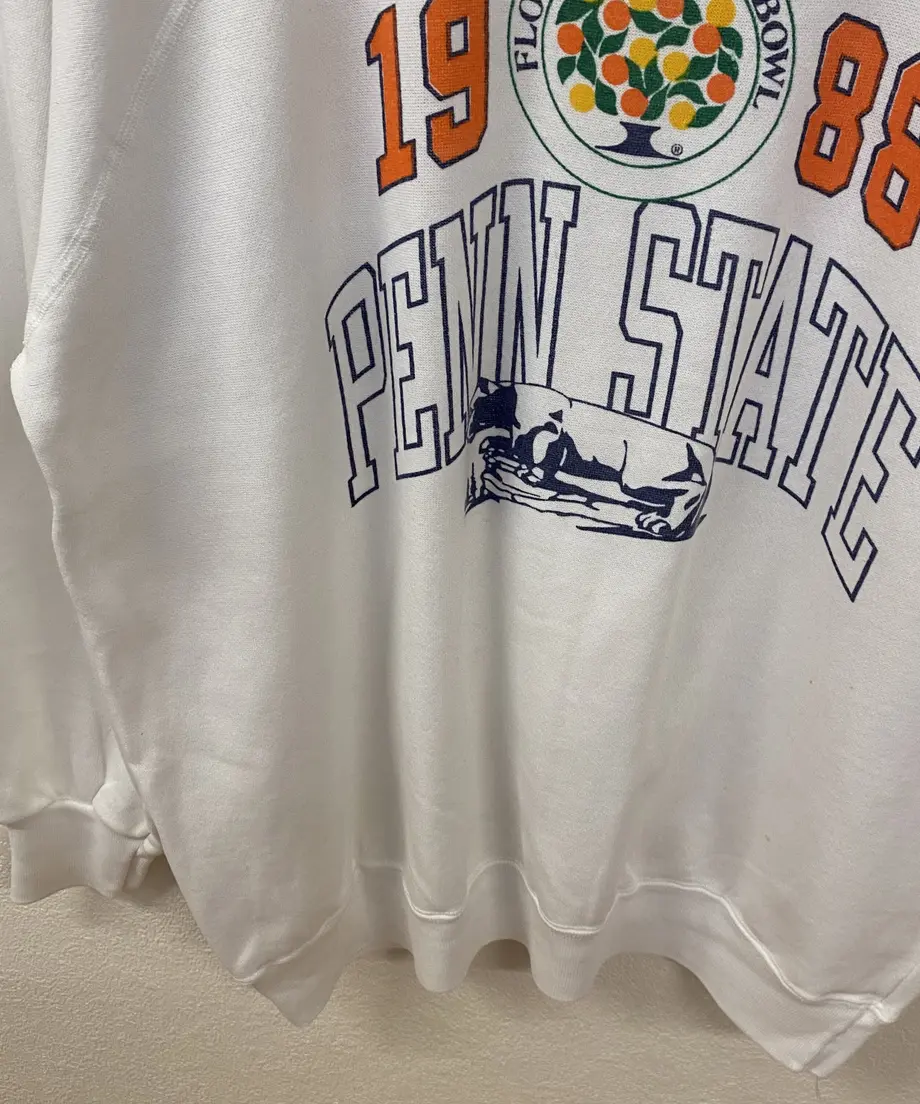 FLO BOWL
19 88
®
PENN STATE